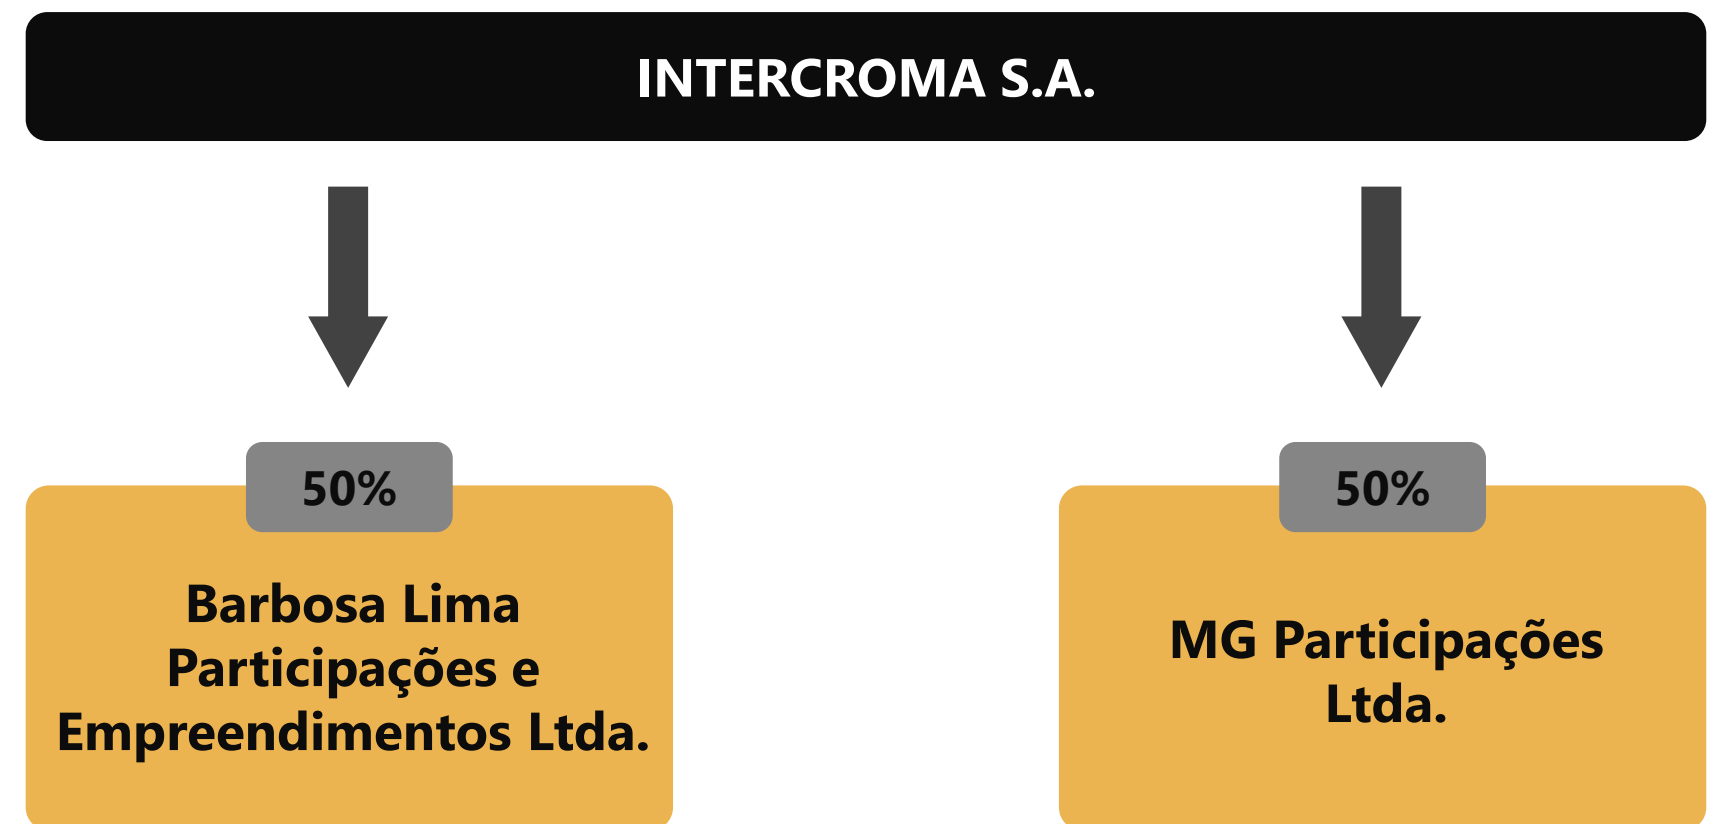 INTERCROMA S.A.
50%
Barbosa Lima
Participações e
Empreendimentos Ltda.
50%
MG Participações
Ltda.